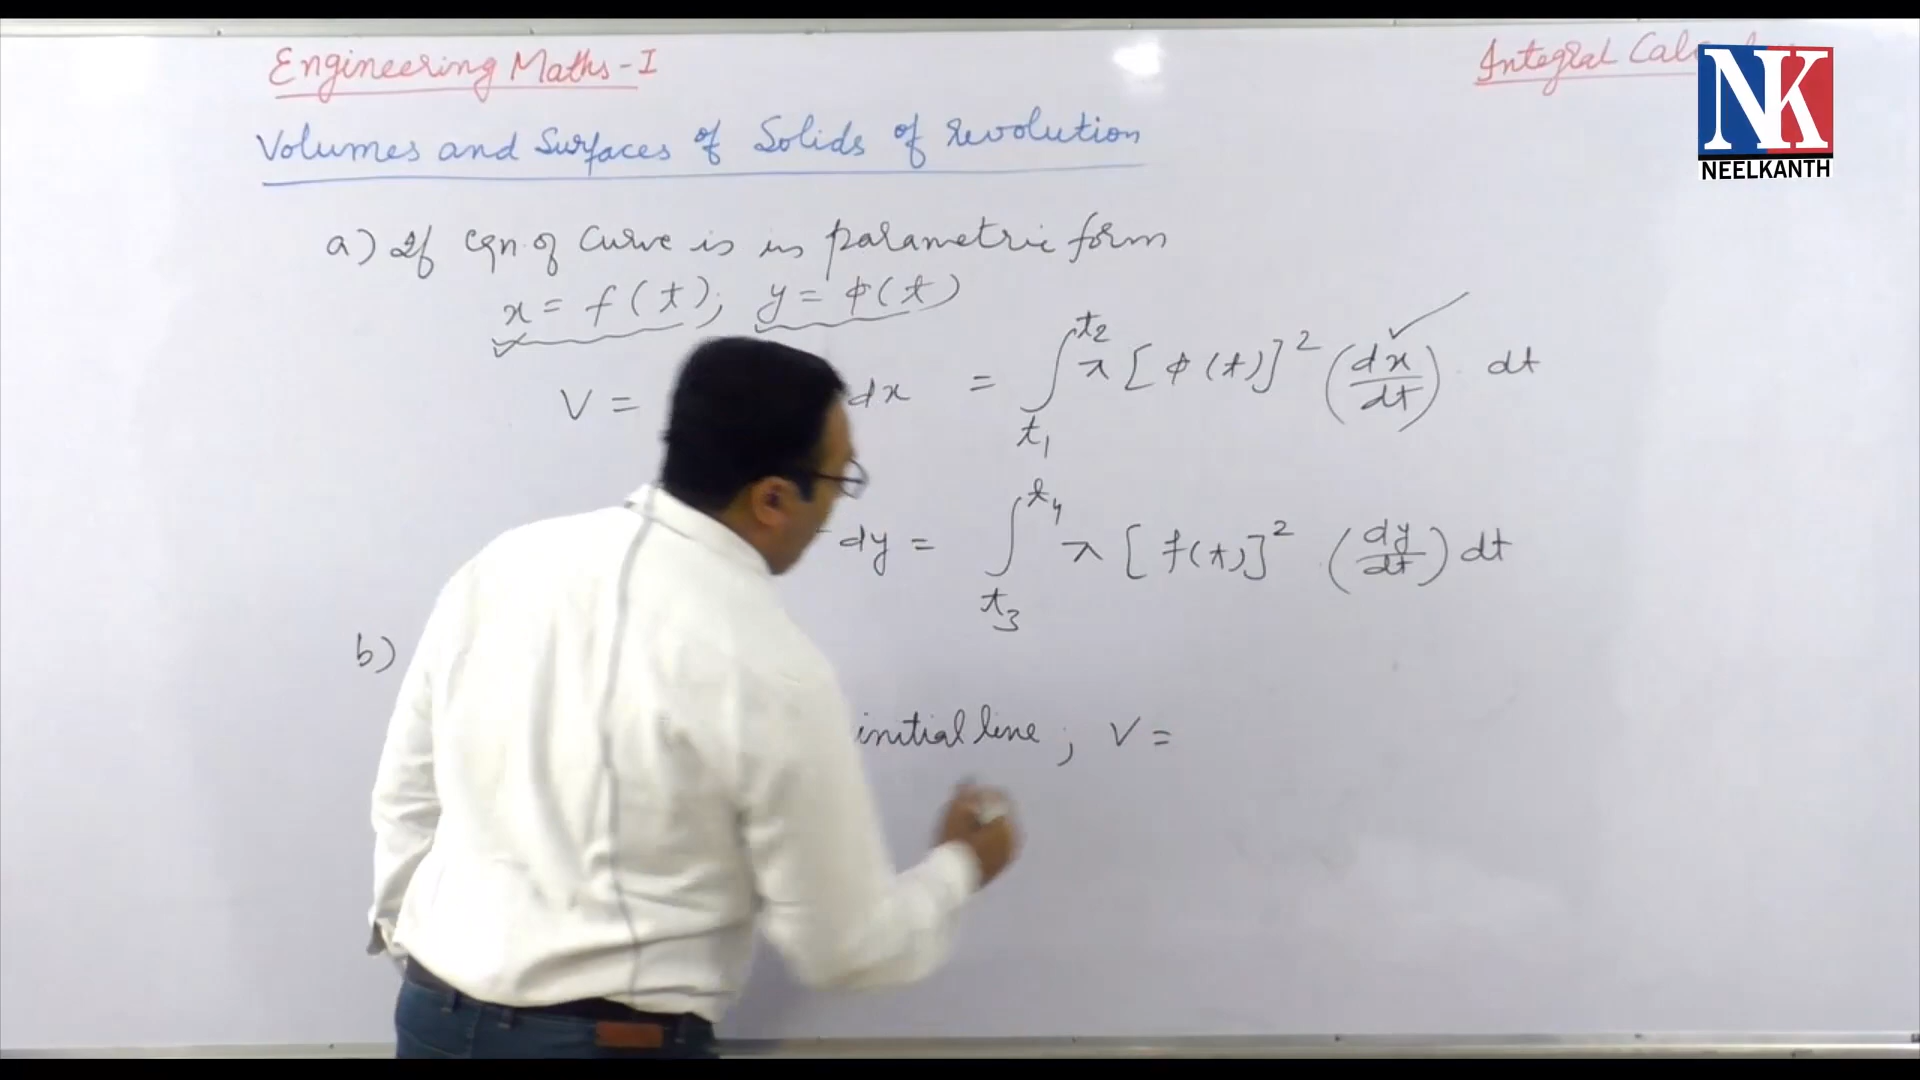 Engineering Maths-I
Integral Cal
NK
NEELKANTH
Volumes and Surfaces of Solids of revolution
a) If eqn. of Curve is in parametric form
x = f(t), y = φ(t)
V = dx = ∫ t₁ t₂ π [φ(t)]² (dx/dt) dt
dy = ∫ t₃ t₄ π [f(t)]² (dy/dt) dt
b)
initial line ; V =